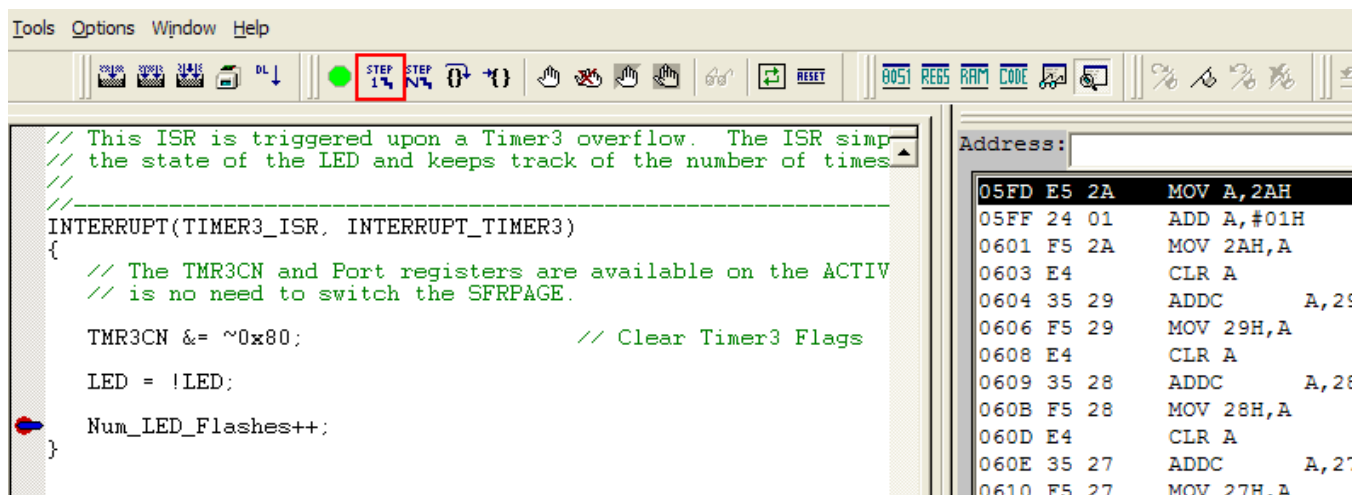 Tools Options Window Help
DL
STEP 1 STEP N {} {} RESET 8051 REGS RAM CODE
// This ISR is triggered upon a Timer3 overflow.  The ISR simp
// the state of the LED and keeps track of the number of times
//
//--------------------------------------------------------------
INTERRUPT(TIMER3_ISR, INTERRUPT_TIMER3)
{
// The TMR3CN and Port registers are available on the ACTIV
// is no need to switch the SFRPAGE.
TMR3CN &= ~0x80; // Clear Timer3 Flags
LED = !LED;
Num_LED_Flashes++;
}
Address:
05FD E5 2A MOV A,2AH
05FF 24 01 ADD A,#01H
0601 F5 2A MOV 2AH,A
0603 E4 CLR A
0604 35 29 ADDC A,29
0606 F5 29 MOV 29H,A
0608 E4 CLR A
0609 35 28 ADDC A,28
060B F5 28 MOV 28H,A
060D E4 CLR A
060E 35 27 ADDC A,27
0610 F5 27 MOV 27H,A